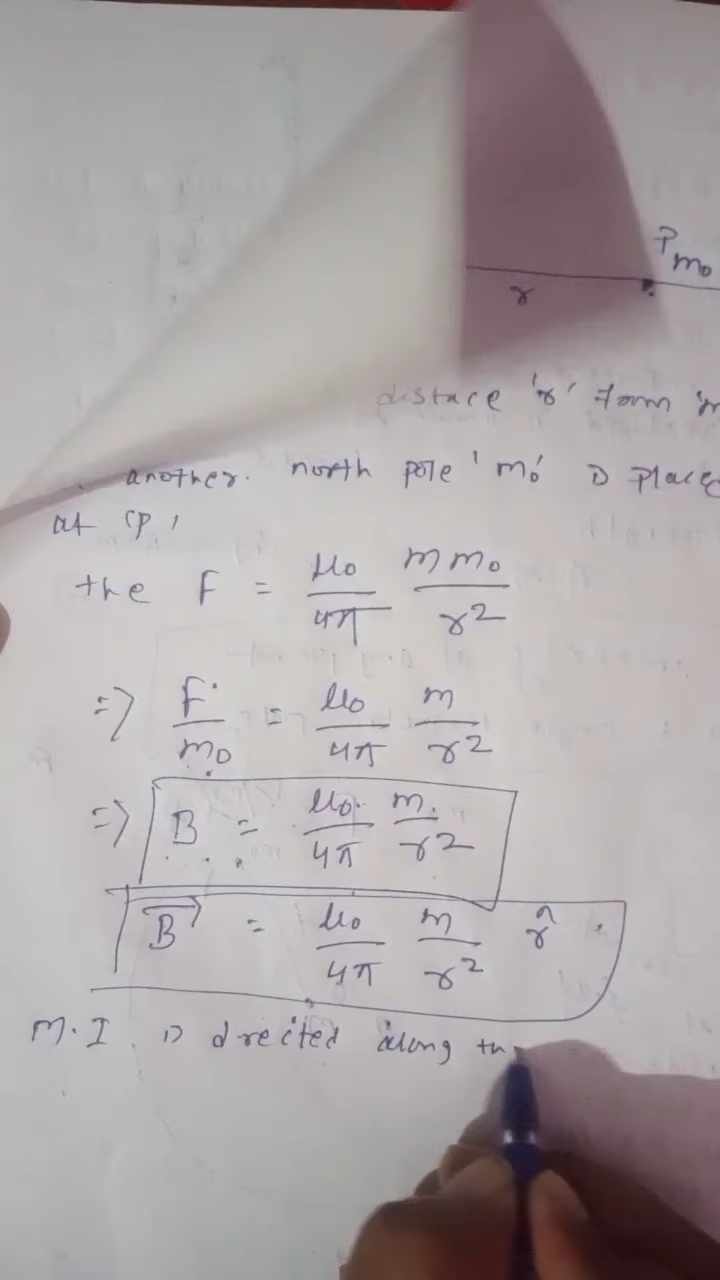 P
m₀
r
distace 'r' form 'm
another. north pole 'm₀' is place
at 'P'
the F = μ₀/4π mm₀/r²
=> F/m₀ = μ₀/4π m/r²
=> B = μ₀/4π m/r²
B⃗ = μ₀/4π m/r² r̂
M.I is directed along th